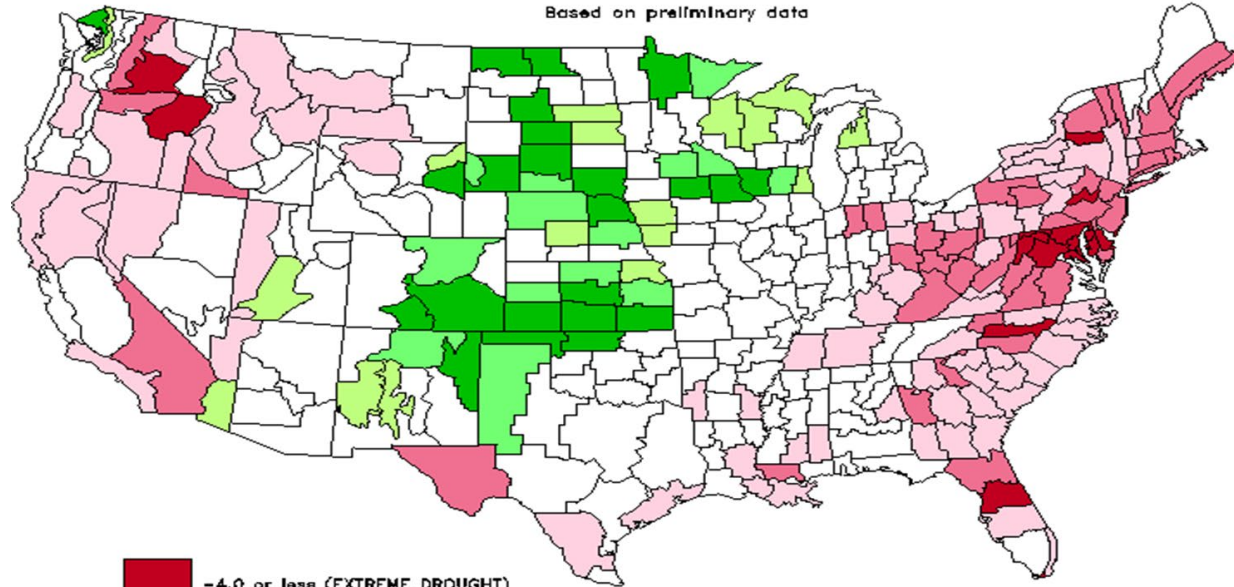 Based on preliminary data
-4.0 or less (EXTREME DROUGHT)